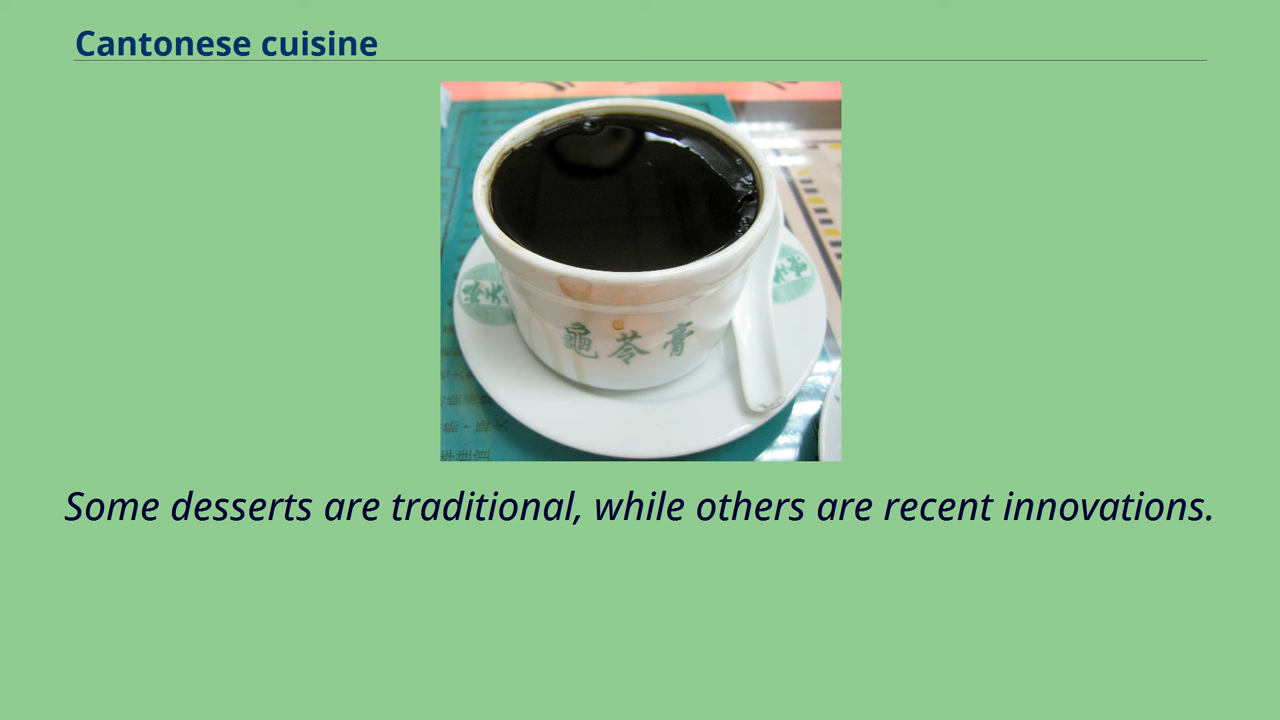 Cantonese cuisine
龜苓膏
Some desserts are traditional, while others are recent innovations.